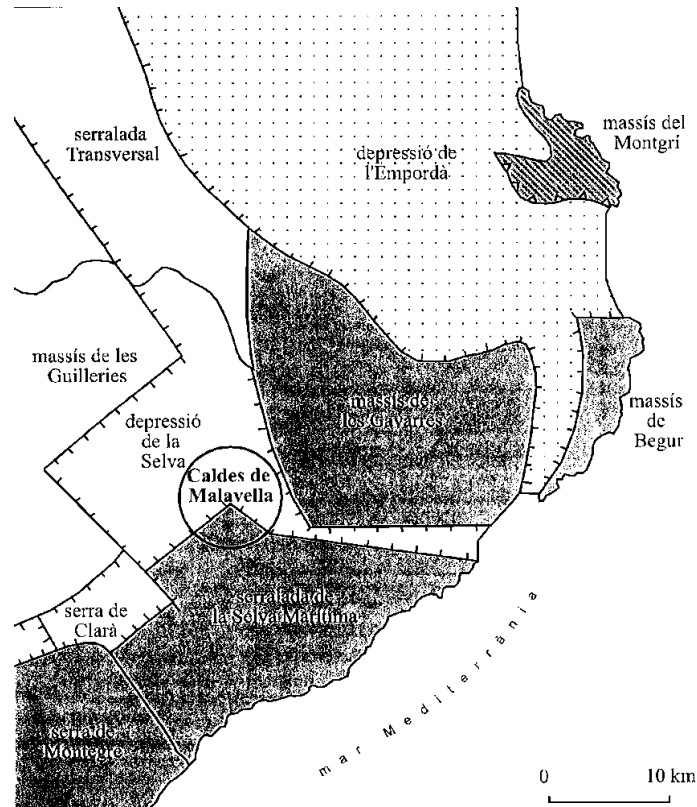 serralada
Transversal
depressió de
l'Empordà
massís del
Montgrí
massís de les
Guilleries
depressió
de la
Selva
massís de
les Gavarres
massís
de
Begur
Caldes de
Malavella
serra de
Clarà
serralada de
la Selva Marítima
serra de
Montegre
mar Mediterrània
0 10 km